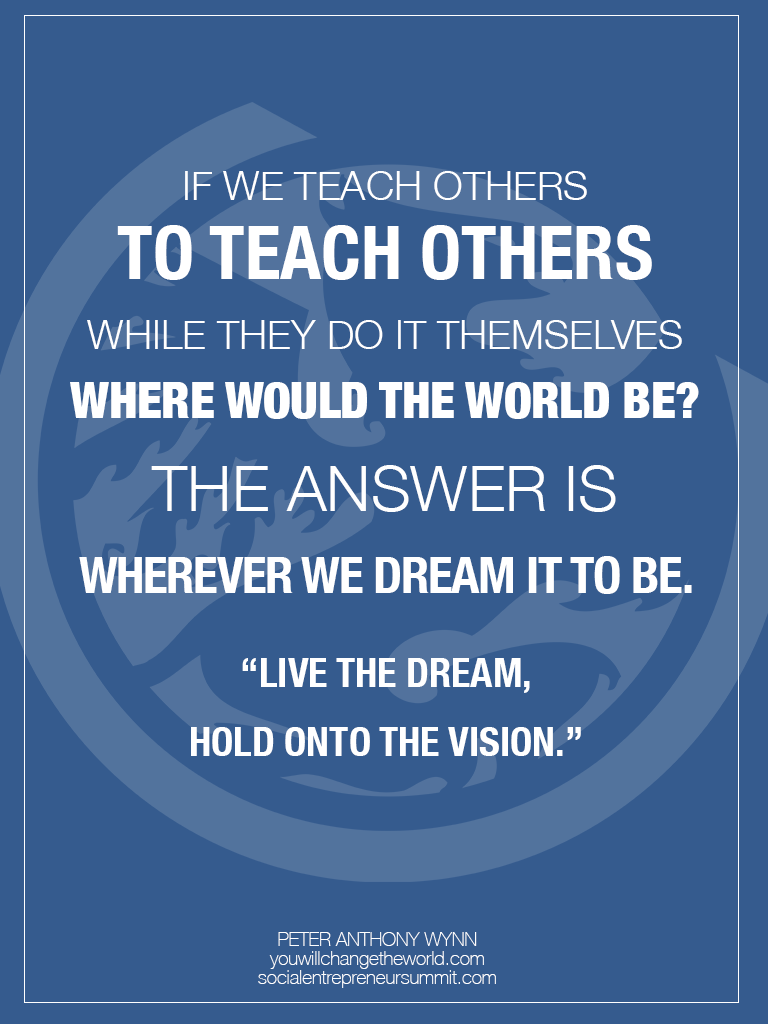 IF WE TEACH OTHERS
TO TEACH OTHERS
WHILE THEY DO IT THEMSELVES
WHERE WOULD THE WORLD BE?
THE ANSWER IS
WHEREVER WE DREAM IT TO BE.
“LIVE THE DREAM,
HOLD ONTO THE VISION.”
PETER ANTHONY WYNN
youwillchangetheworld.com
socialentrepreneursummit.com